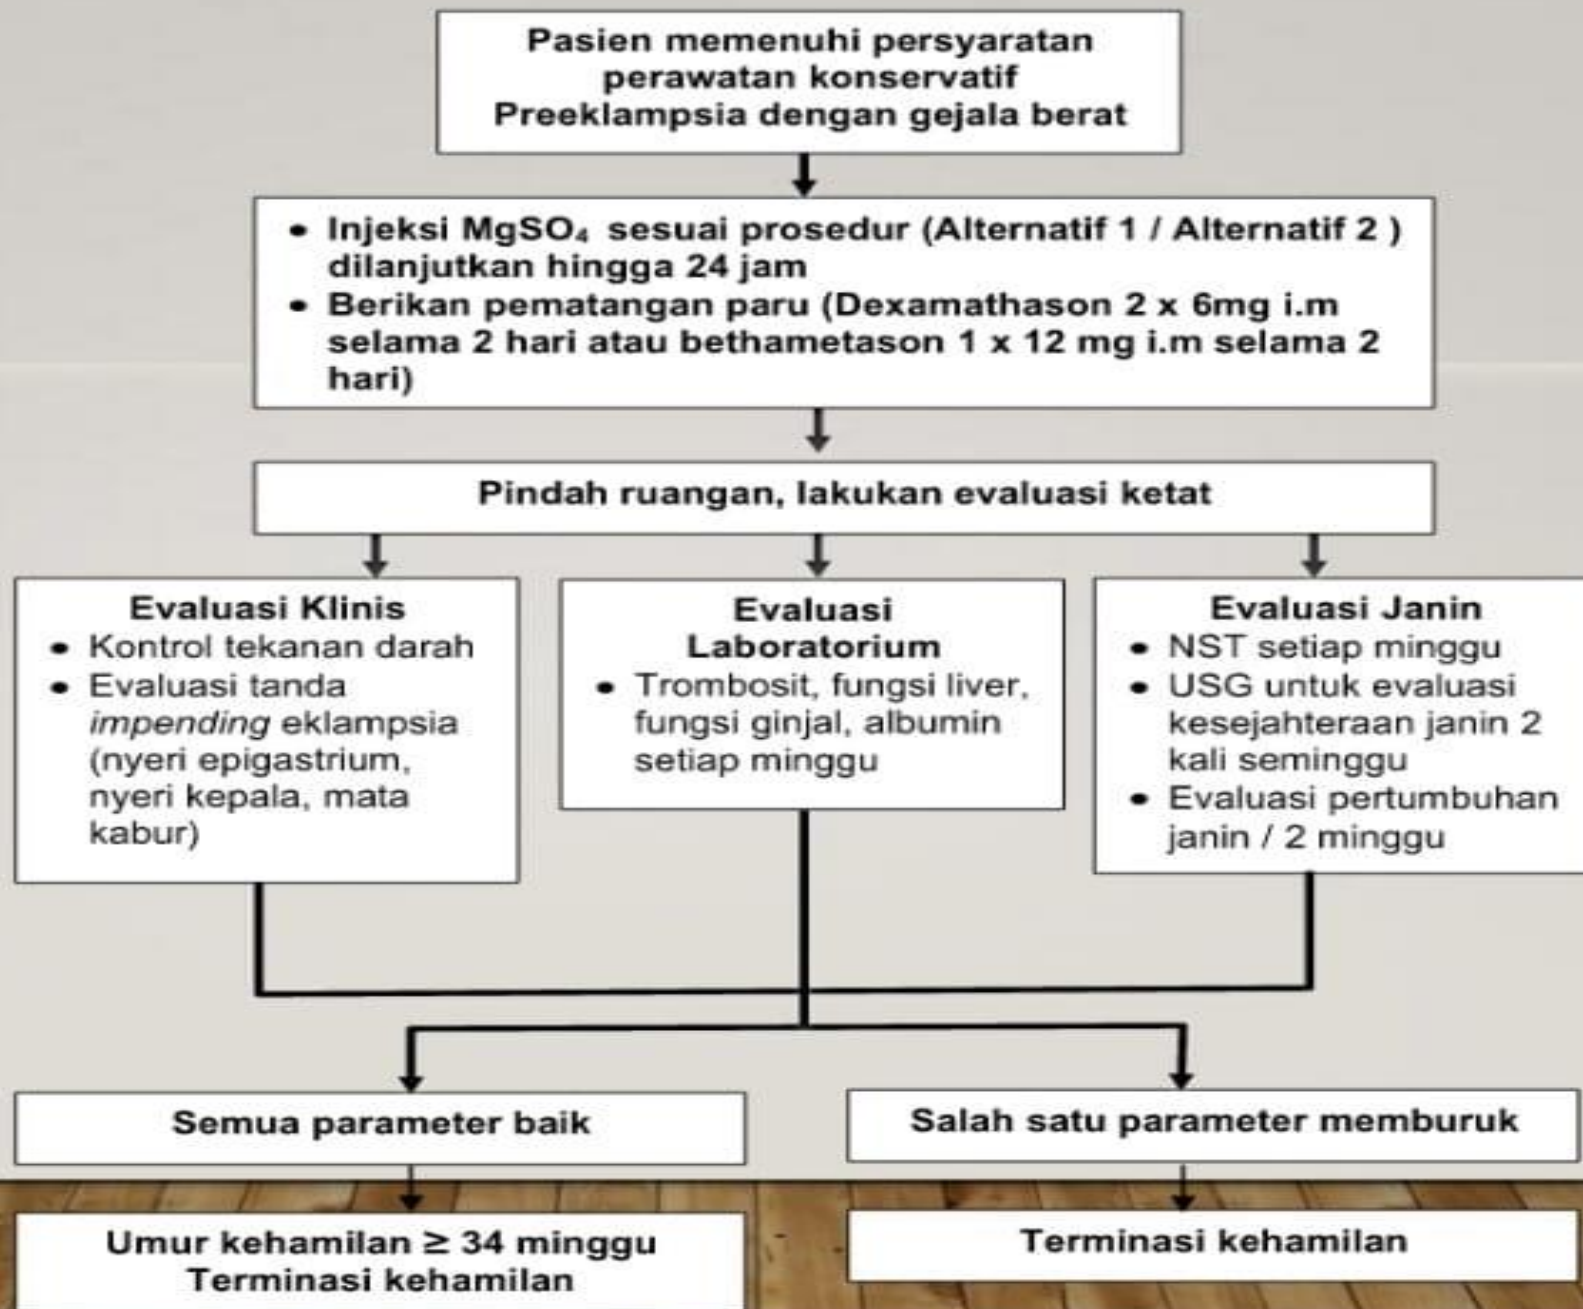 Pasien memenuhi persyaratan
perawatan konservatif
Preeklampsia dengan gejala berat
• Injeksi MgSO₄ sesuai prosedur (Alternatif 1 / Alternatif 2 )
dilanjutkan hingga 24 jam
• Berikan pematangan paru (Dexamathason 2 x 6mg i.m
selama 2 hari atau bethametason 1 x 12 mg i.m selama 2
hari)
Pindah ruangan, lakukan evaluasi ketat
Evaluasi Klinis
• Kontrol tekanan darah
• Evaluasi tanda
impending eklampsia
(nyeri epigastrium,
nyeri kepala, mata
kabur)
Evaluasi
Laboratorium
• Trombosit, fungsi liver,
fungsi ginjal, albumin
setiap minggu
Evaluasi Janin
• NST setiap minggu
• USG untuk evaluasi
kesejahteraan janin 2
kali seminggu
• Evaluasi pertumbuhan
janin / 2 minggu
Semua parameter baik
Salah satu parameter memburuk
Umur kehamilan ≥ 34 minggu
Terminasi kehamilan
Terminasi kehamilan